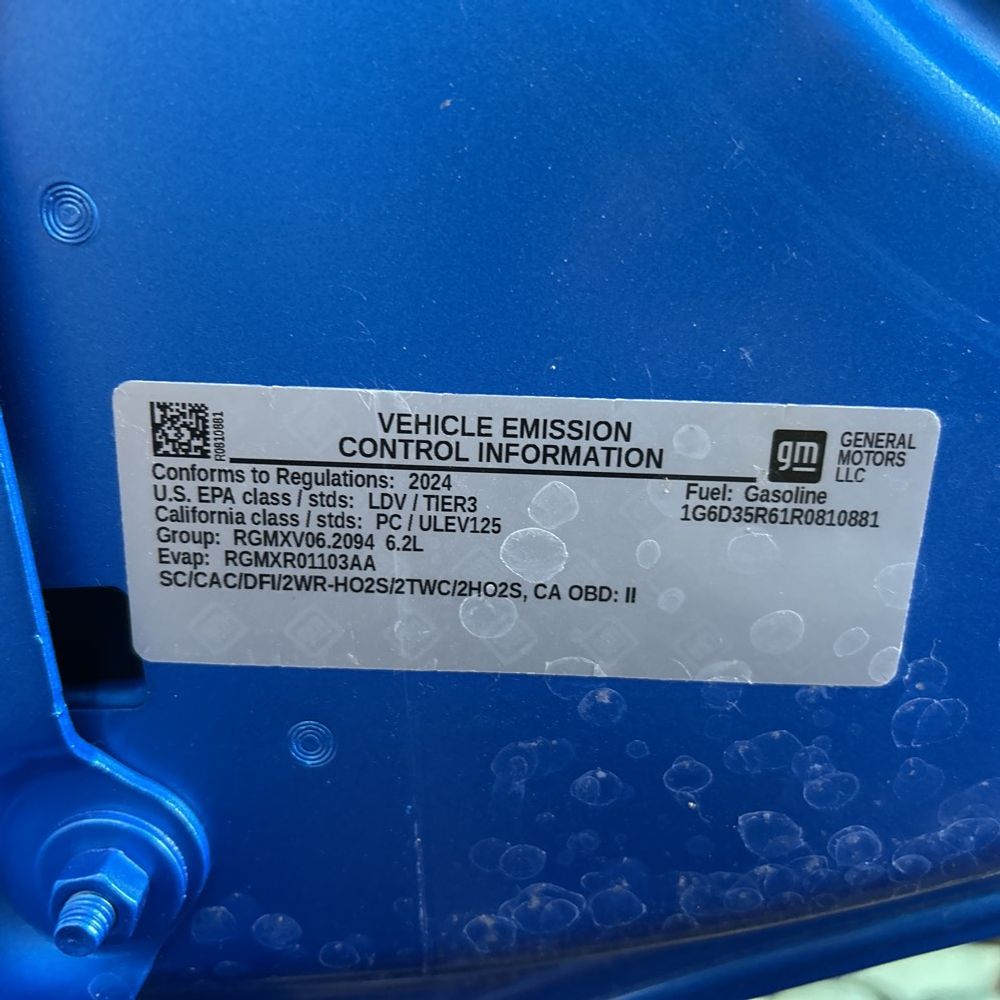 R0810881
VEHICLE EMISSION
CONTROL INFORMATION
gm
GENERAL
MOTORS
LLC
Conforms to Regulations: 2024
U.S. EPA class / stds: LDV / TIER3
California class / stds: PC / ULEV125
Group: RGMXV06.2094 6.2L
Evap: RGMXR01103AA
SC/CAC/DFI/2WR-HO2S/2TWC/2HO2S, CA OBD: II
Fuel: Gasoline
1G6D35R61R0810881